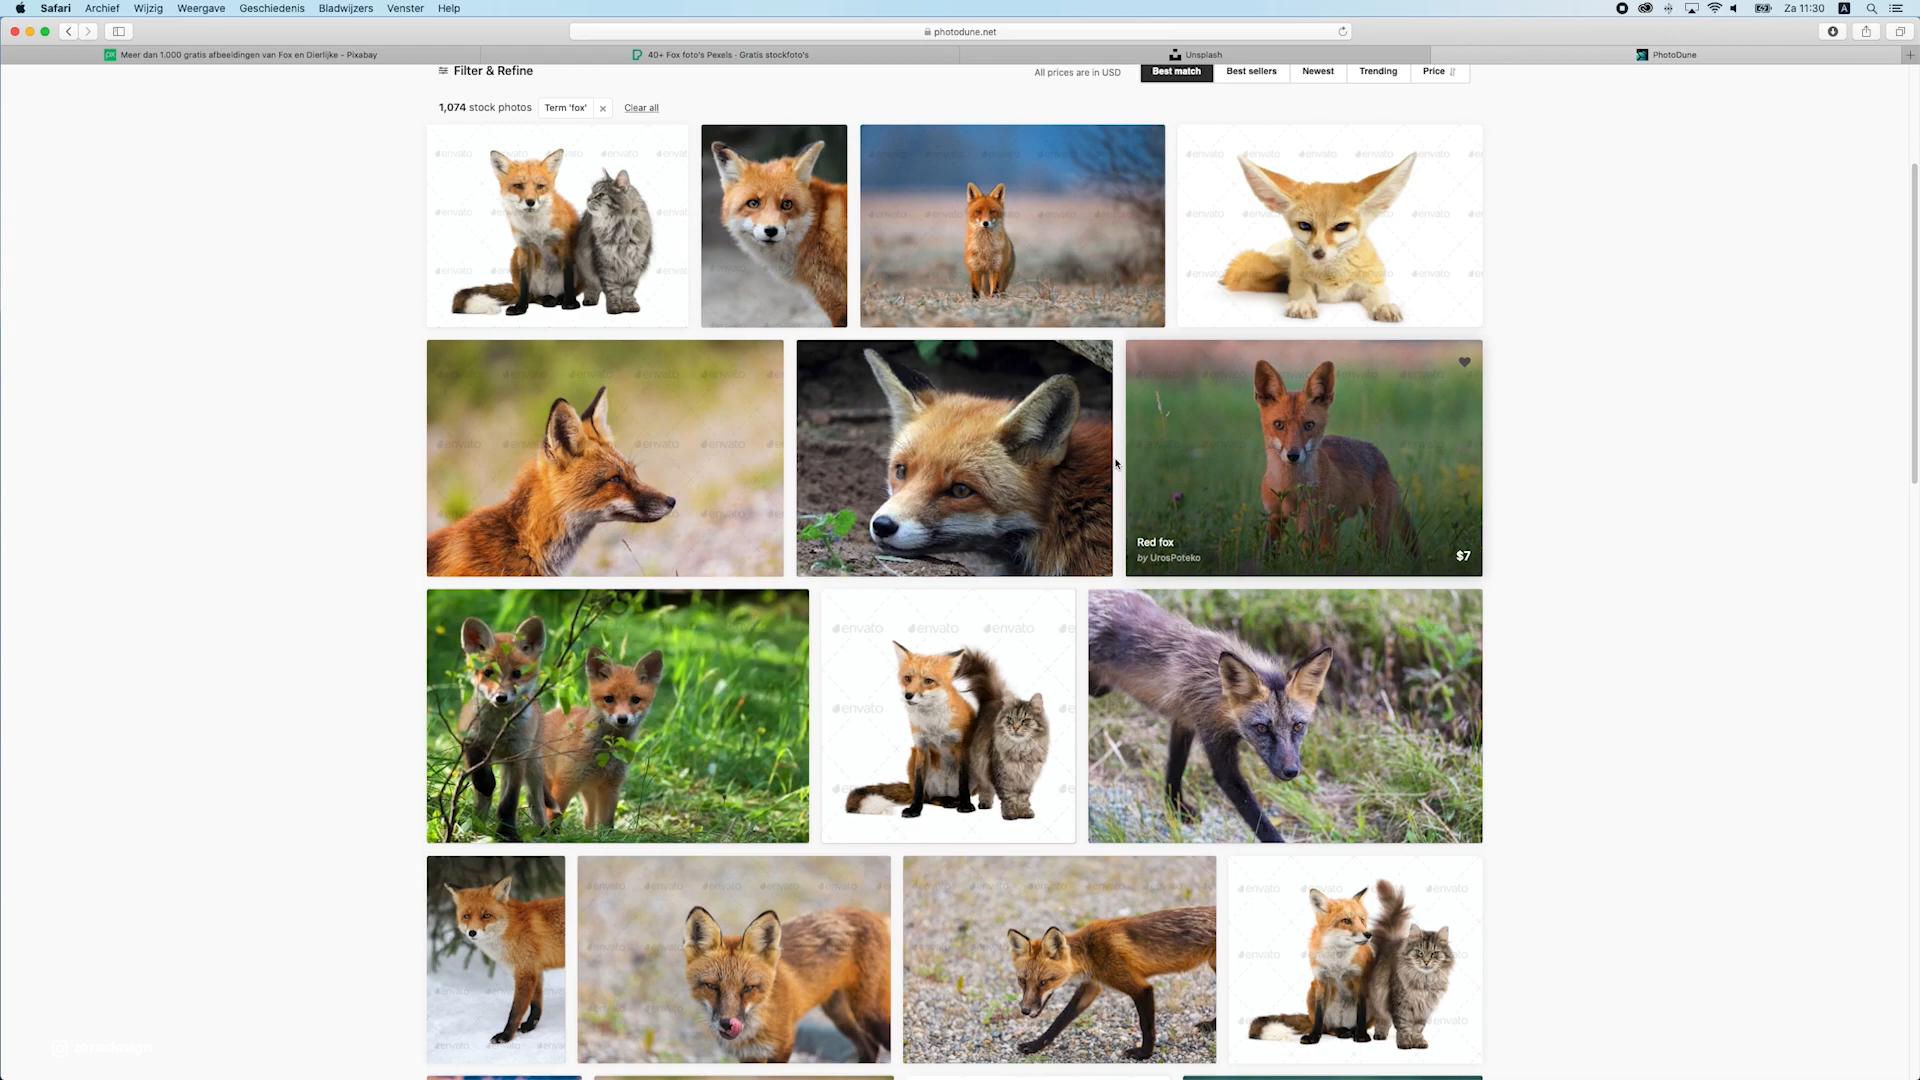 Safari Archief Wijzig Weergave Geschiedenis Bladwijzers Venster Help Za 11:30 A
photodune.net
Meer dan 1.000 gratis afbeeldingen van Fox en Dierlijke - Pixabay
40+ Fox foto's Pexels · Gratis stockfoto's
Unsplash
PhotoDune
Filter & Refine
All prices are in USD
Best match Best sellers Newest Trending Price
1,074 stock photos Term 'fox' × Clear all
envato
Red fox
by UrosPoteko
$7